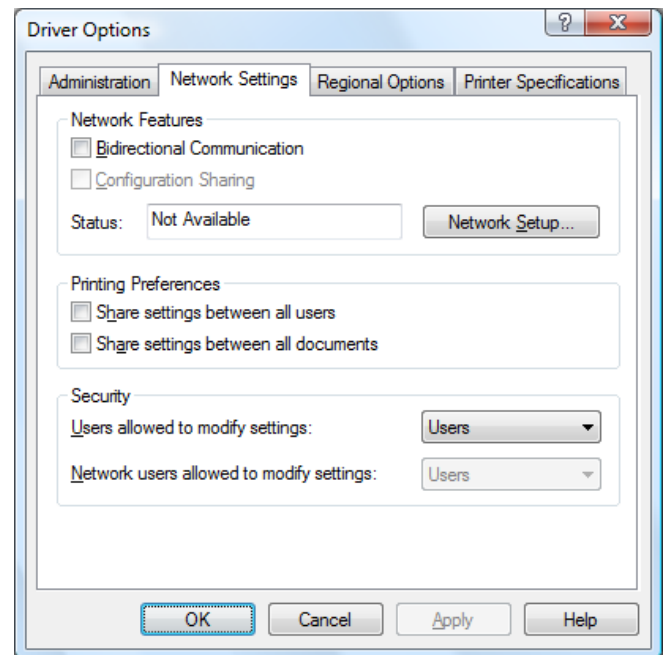 Driver Options
Administration Network Settings Regional Options Printer Specifications
Network Features
Bidirectional Communication
Configuration Sharing
Status: Not Available Network Setup...
Printing Preferences
Share settings between all users
Share settings between all documents
Security
Users allowed to modify settings: Users
Network users allowed to modify settings: Users
OK Cancel Apply Help